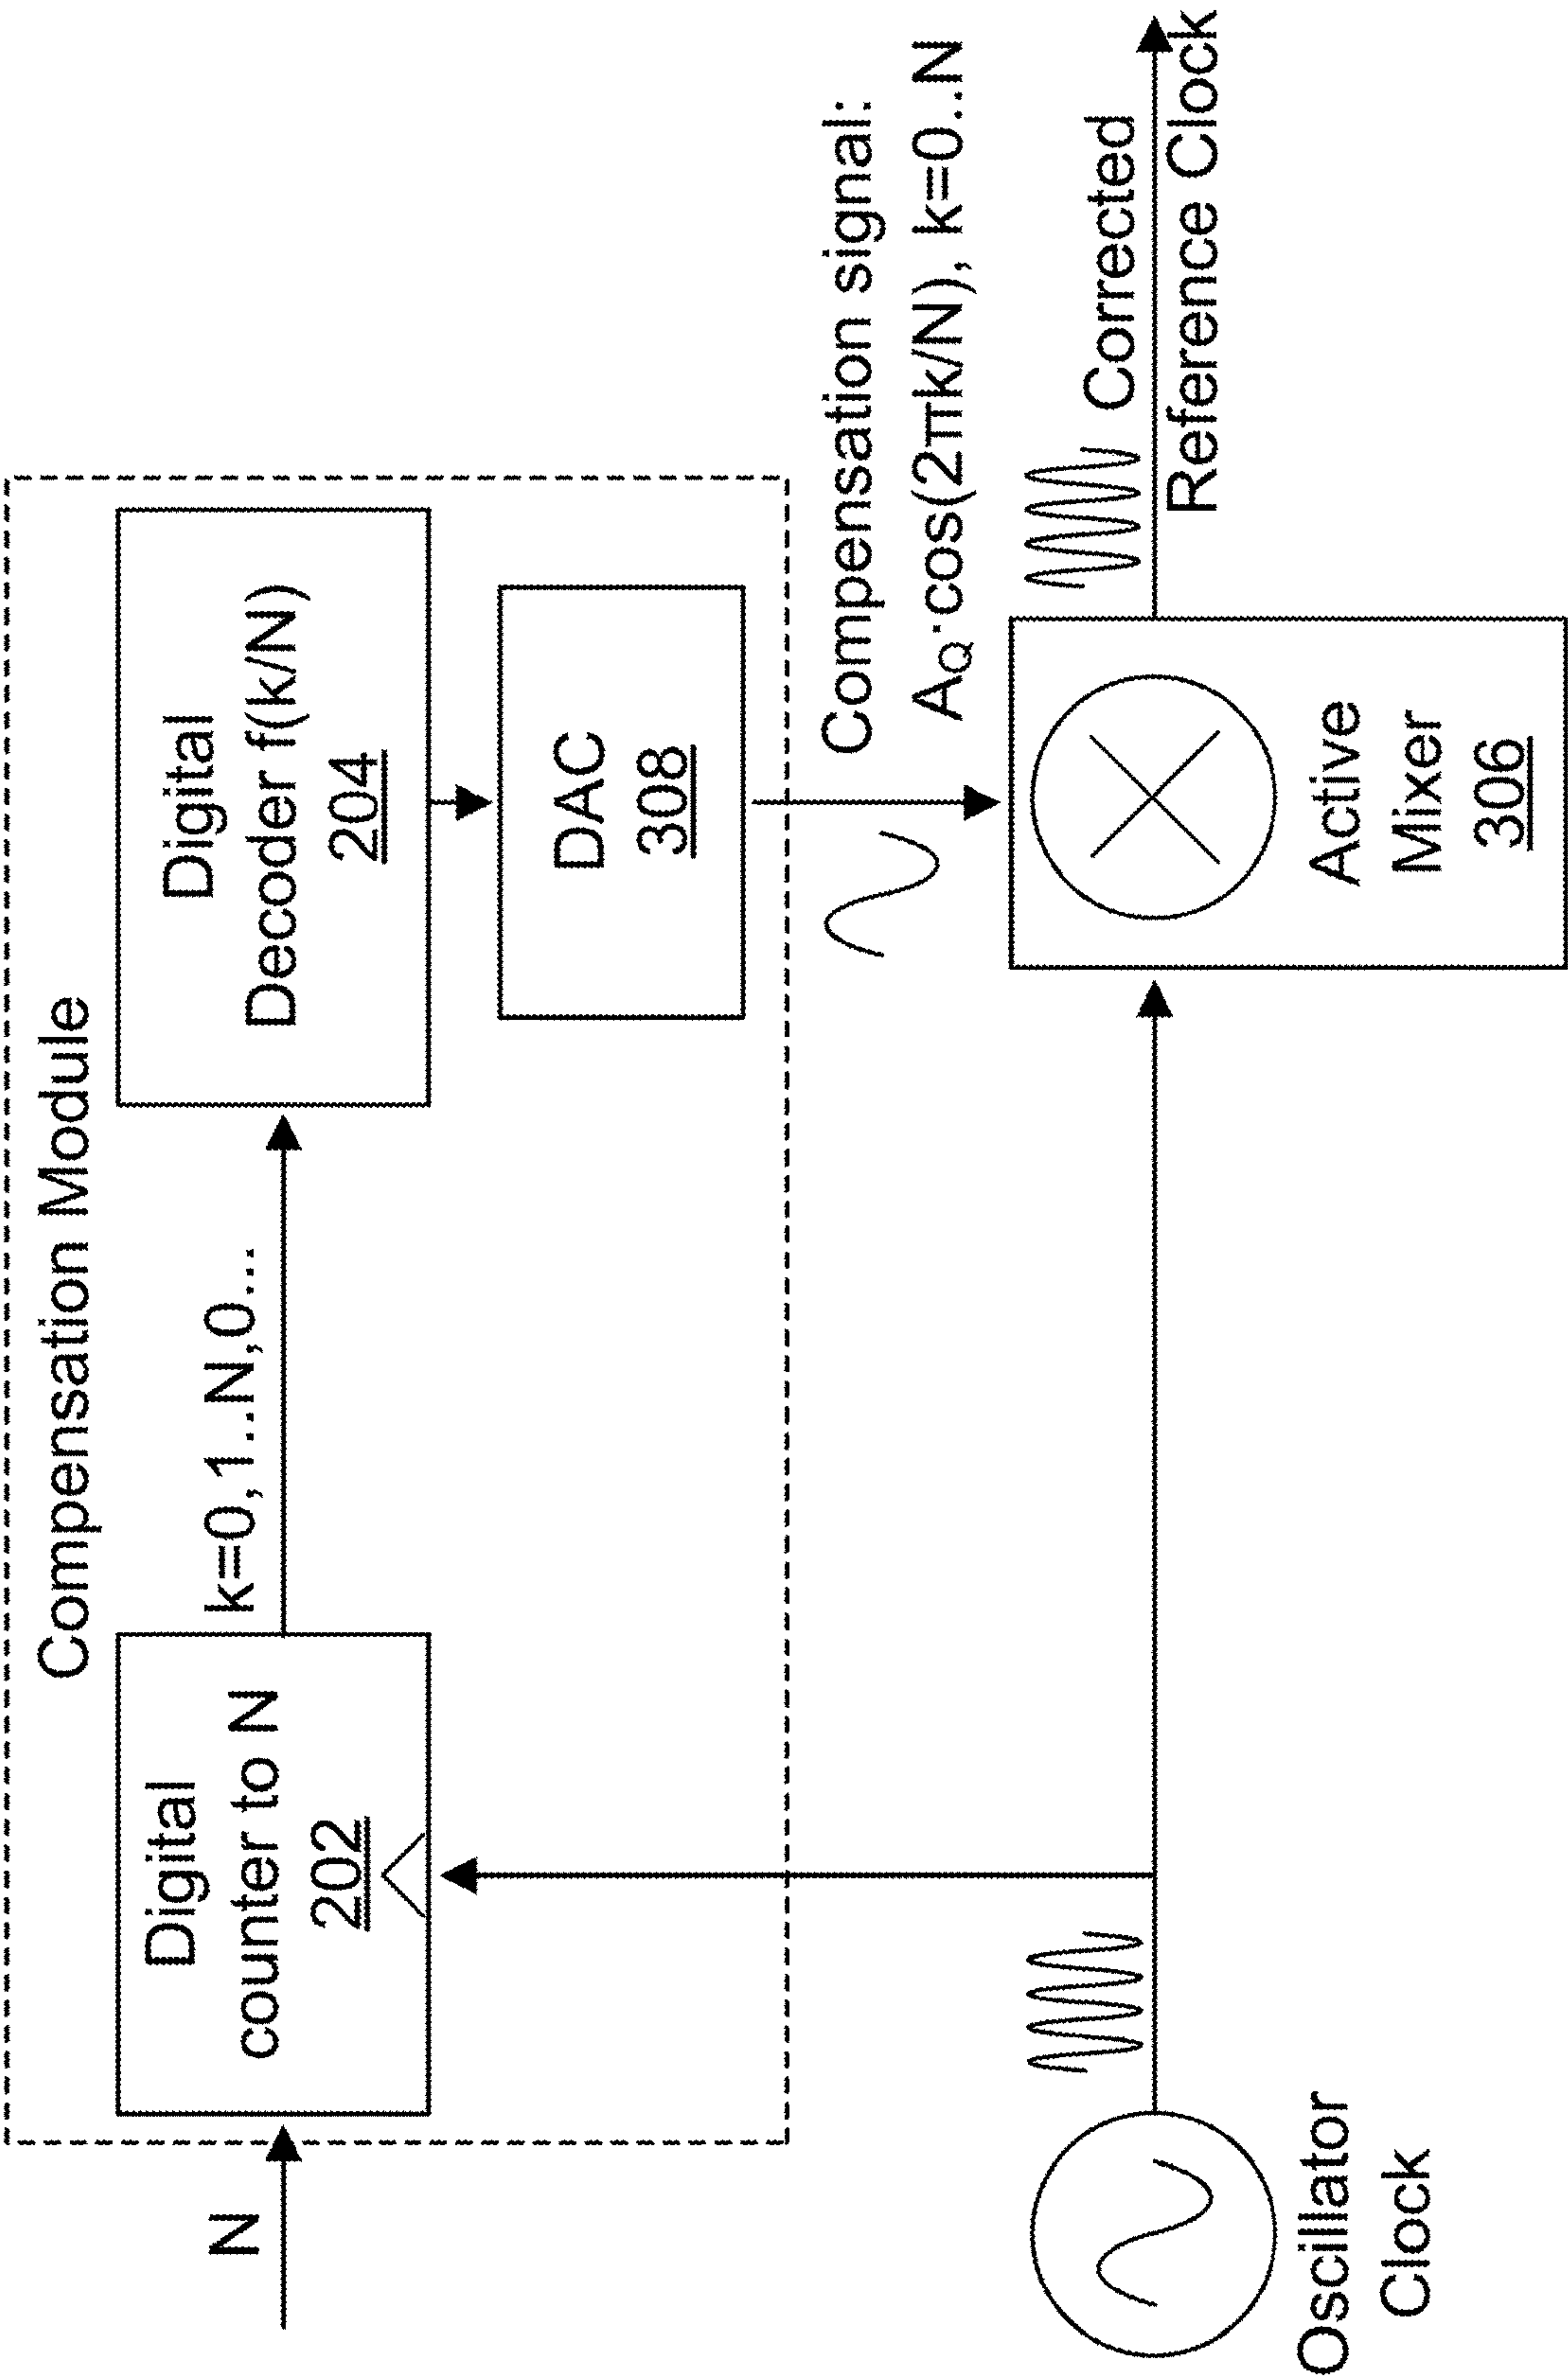 Compensation Module
N
Digital
counter to N
202
k=0,1..N,0...
Digital
Decoder f(k/N)
204
DAC
308
Compensation signal:
A_Q·cos(2πk/N), k=0..N
Oscillator
Clock
Active
Mixer
306
Corrected
Reference Clock